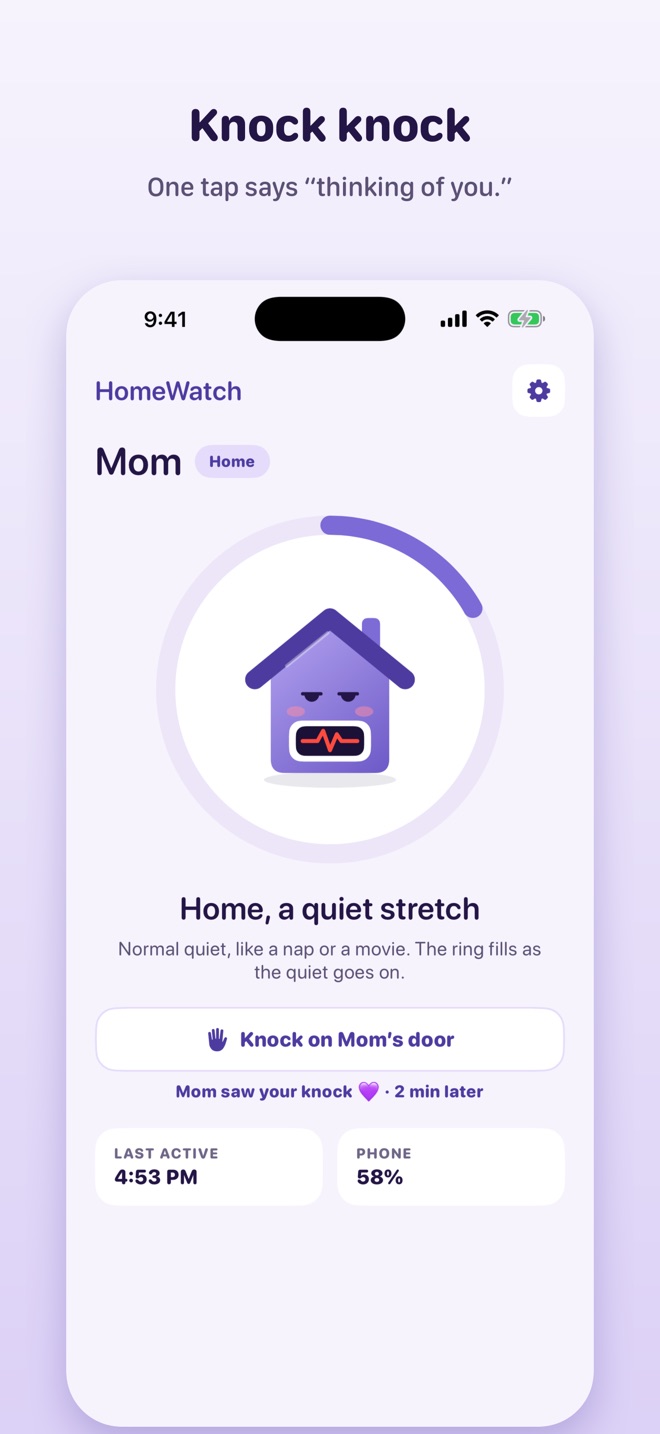 Knock knock
One tap says “thinking of you.”
9:41
HomeWatch
Mom
Home
Home, a quiet stretch
Normal quiet, like a nap or a movie. The ring fills as
the quiet goes on.
Knock on Mom’s door
Mom saw your knock 💜 · 2 min later
LAST ACTIVE
4:53 PM
PHONE
58%